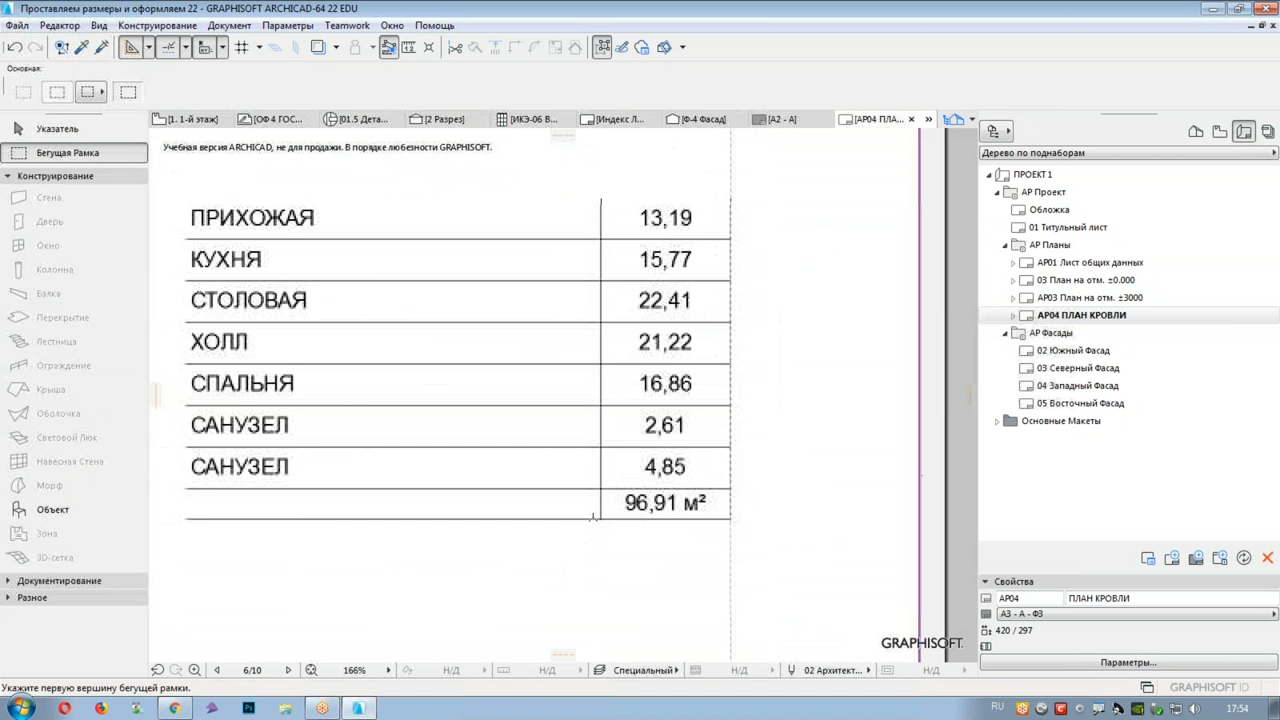 Проставляем размеры и оформляем 22 - GRAPHISOFT ARCHICAD-64 22 EDU
Файл Редактор Вид Конструирование Документ Параметры Teamwork Окно Помощь
Основная:
[1. 1-й этаж] [ОФ 4 ГОС... [01.5 Дета... [2 Разрез] [ИКЭ-06 В... [Индекс Л... [Ф-4 Фасад] [А2 - А] [АР04 ПЛА...
Указатель
Бегущая Рамка
Конструирование
Стена
Дверь
Окно
Колонна
Балка
Перекрытие
Лестница
Ограждение
Крыша
Оболочка
Световой Люк
Навесная Стена
Морф
Объект
Зона
3D-сетка
Документирование
Разное
Учебная версия ARCHICAD, не для продажи. В порядке любезности GRAPHISOFT.
ПРИХОЖАЯ 13,19
КУХНЯ 15,77
СТОЛОВАЯ 22,41
ХОЛЛ 21,22
СПАЛЬНЯ 16,86
САНУЗЕЛ 2,61
САНУЗЕЛ 4,85
96,91 м²
GRAPHISOFT.
Дерево по поднаборам
ПРОЕКТ 1
АР Проект
Обложка
01 Титульный лист
АР Планы
АР01 Лист общих данных
03 План на отм. ±0.000
АР03 План на отм. ±3000
АР04 ПЛАН КРОВЛИ
АР Фасады
02 Южный Фасад
03 Северный Фасад
04 Западный Фасад
05 Восточный Фасад
Основные Макеты
Свойства
АР04 ПЛАН КРОВЛИ
А3 - А - ФЗ
420 / 297
Параметры...
6/10 166% Н/Д Н/Д Специальный Н/Д 02 Архитект... Н/Д
Укажите первую вершину бегущей рамки.
GRAPHISOFT ID
RU 17:54